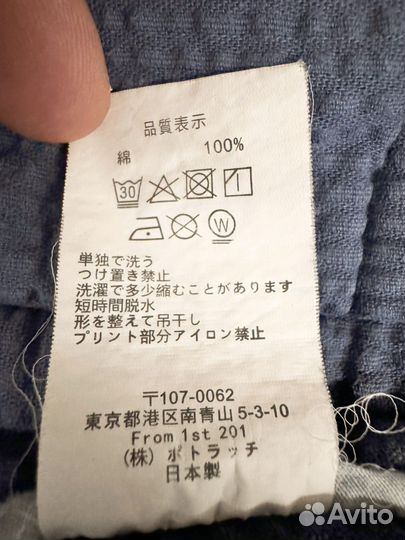 品質表示
綿 100%
30
W
単独で洗う
つけ置き禁止
洗濯で多少縮むことがあります
短時間脱水
形を整えて吊干し
プリント部分アイロン禁止
〒107-0062
東京都港区南青山 5-3-10
From 1st 201
(株) ポトラッチ
日本製
Avito